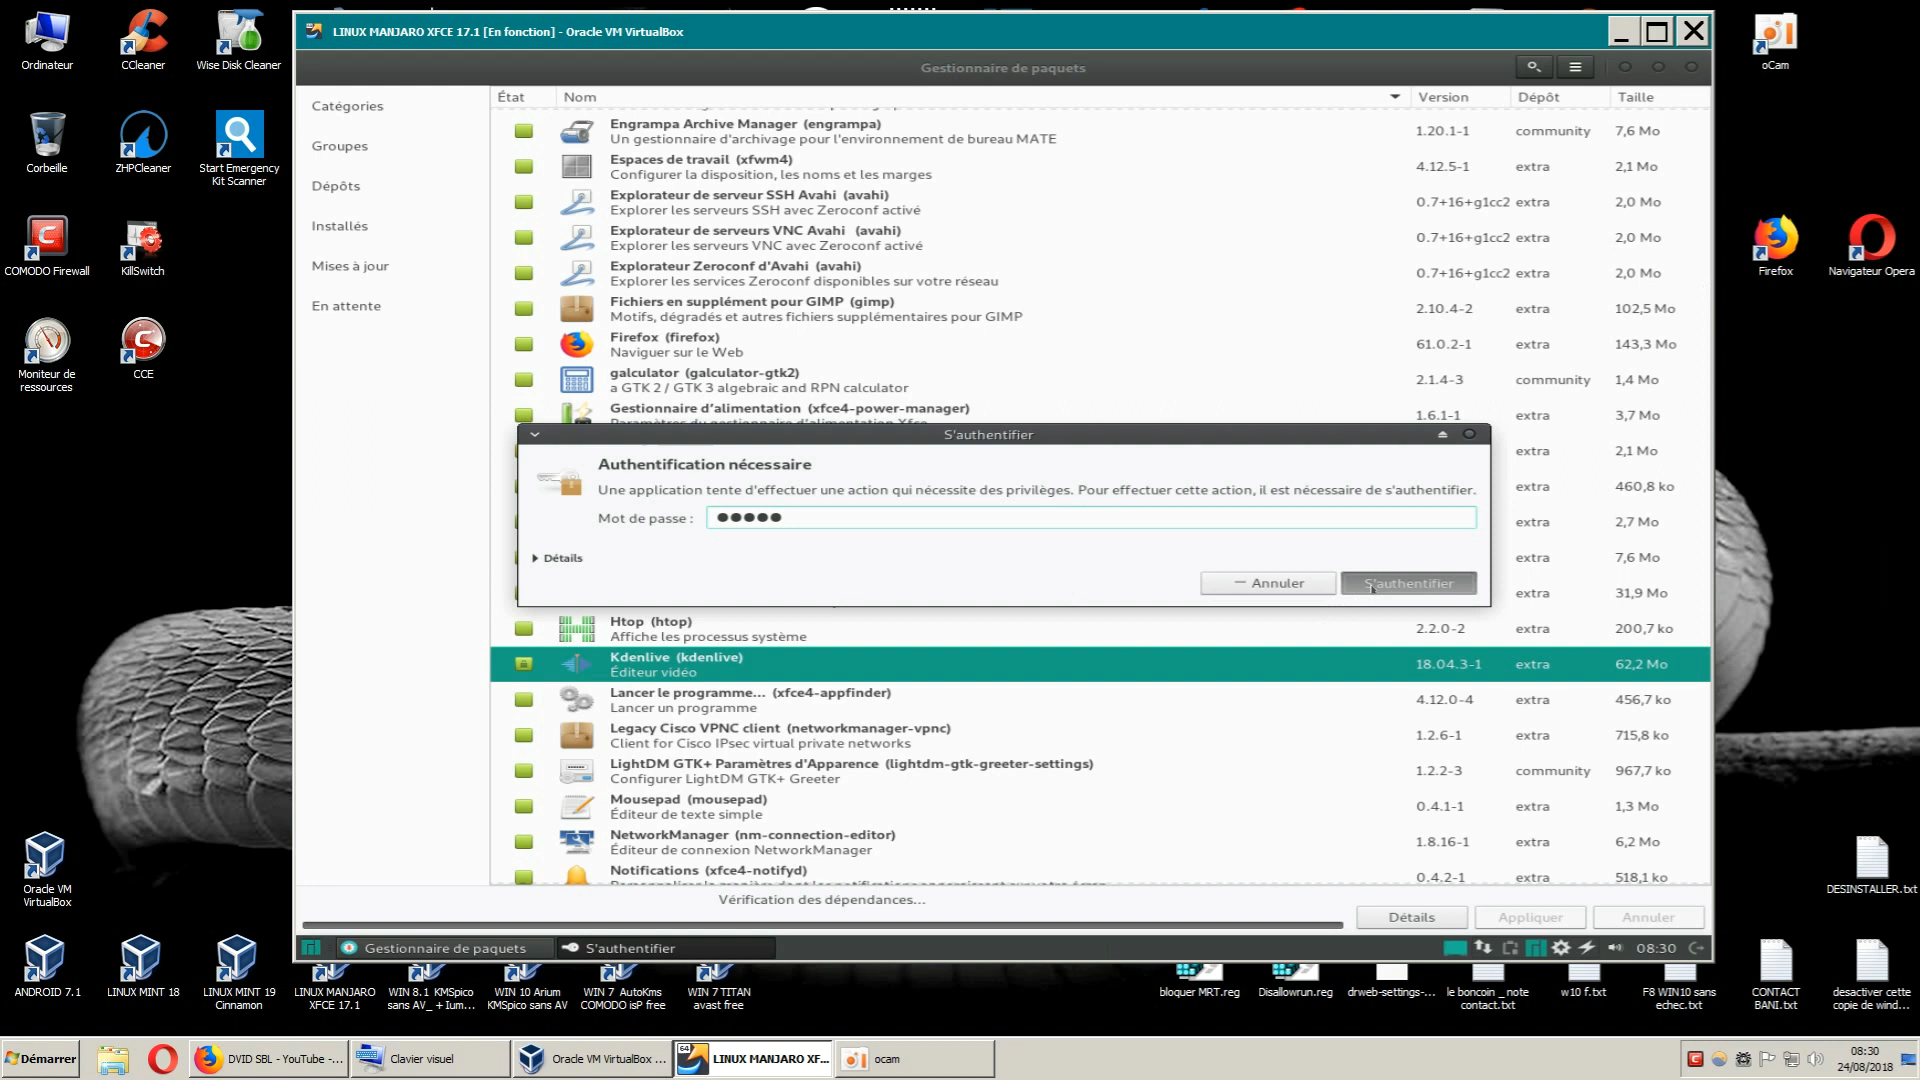 Ordinateur
CCleaner
Wise Disk Cleaner
Corbeille
ZHPCleaner
Start Emergency
Kit Scanner
COMODO Firewall
KillSwitch
Moniteur de
ressources
CCE
Oracle VM
VirtualBox
ANDROID 7.1
LINUX MINT 18
LINUX MINT 19
Cinnamon
LINUX MANJARO
XFCE 17.1
WIN 8.1 KMSpico
sans AV_+Ium...
WIN 10 Arium
KMSpico sans AV
WIN 7 AutoKms
COMODO isP free
WIN 7 TITAN
avast free
bloquer MRT.reg
Disallowrun.reg
drweb-settings-...
le boncoin _ note
contact.txt
w10 f.txt
F8 WIN10 sans
echec.txt
CONTACT
BANI.txt
desactiver cette
copie de wind...
DESINSTALLER.txt
oCam
Firefox
Navigateur Opera
LINUX MANJARO XFCE 17.1 [En fonction] - Oracle VM VirtualBox
Gestionnaire de paquets
Catégories
Groupes
Dépôts
Installés
Mises à jour
En attente
État Nom Version Dépôt Taille
Engrampa Archive Manager (engrampa)
Un gestionnaire d'archivage pour l'environnement de bureau MATE
1.20.1-1 community 7,6 Mo
Espaces de travail (xfwm4)
Configurer la disposition, les noms et les marges
4.12.5-1 extra 2,1 Mo
Explorateur de serveur SSH Avahi (avahi)
Explorer les serveurs SSH avec Zeroconf activé
0.7+16+g1cc2 extra 2,0 Mo
Explorateur de serveurs VNC Avahi (avahi)
Explorer les serveurs VNC avec Zeroconf activé
0.7+16+g1cc2 extra 2,0 Mo
Explorateur Zeroconf d'Avahi (avahi)
Explorer les services Zeroconf disponibles sur votre réseau
0.7+16+g1cc2 extra 2,0 Mo
Fichiers en supplément pour GIMP (gimp)
Motifs, dégradés et autres fichiers supplémentaires pour GIMP
2.10.4-2 extra 102,5 Mo
Firefox (firefox)
Naviguer sur le Web
61.0.2-1 extra 143,3 Mo
galculator (galculator-gtk2)
a GTK 2 / GTK 3 algebraic and RPN calculator
2.1.4-3 community 1,4 Mo
Gestionnaire d'alimentation (xfce4-power-manager)
1.6.1-1 extra 3,7 Mo
extra 2,1 Mo
extra 460,8 ko
extra 2,7 Mo
extra 7,6 Mo
extra 31,9 Mo
S'authentifier
Authentification nécessaire
Une application tente d'effectuer une action qui nécessite des privilèges. Pour effectuer cette action, il est nécessaire de s'authentifier.
Mot de passe : ●●●●●
Détails
Annuler
S'authentifier
Htop (htop)
Affiche les processus système
2.2.0-2 extra 200,7 ko
Kdenlive (kdenlive)
Éditeur vidéo
18.04.3-1 extra 62,2 Mo
Lancer le programme... (xfce4-appfinder)
Lancer un programme
4.12.0-4 extra 456,7 ko
Legacy Cisco VPNC client (networkmanager-vpnc)
Client for Cisco IPsec virtual private networks
1.2.6-1 extra 715,8 ko
LightDM GTK+ Paramètres d'Apparence (lightdm-gtk-greeter-settings)
Configurer LightDM GTK+ Greeter
1.2.2-3 community 967,7 ko
Mousepad (mousepad)
Éditeur de texte simple
0.4.1-1 extra 1,3 Mo
NetworkManager (nm-connection-editor)
Éditeur de connexion NetworkManager
1.8.16-1 extra 6,2 Mo
Notifications (xfce4-notifyd)
0.4.2-1 extra 518,1 ko
Vérification des dépendances...
Détails Appliquer Annuler
Gestionnaire de paquets S'authentifier 08:30
Démarrer
DVID SBL - YouTube -...
Clavier visuel
Oracle VM VirtualBox ...
64
LINUX MANJARO XF...
ocam
08:30
24/08/2018